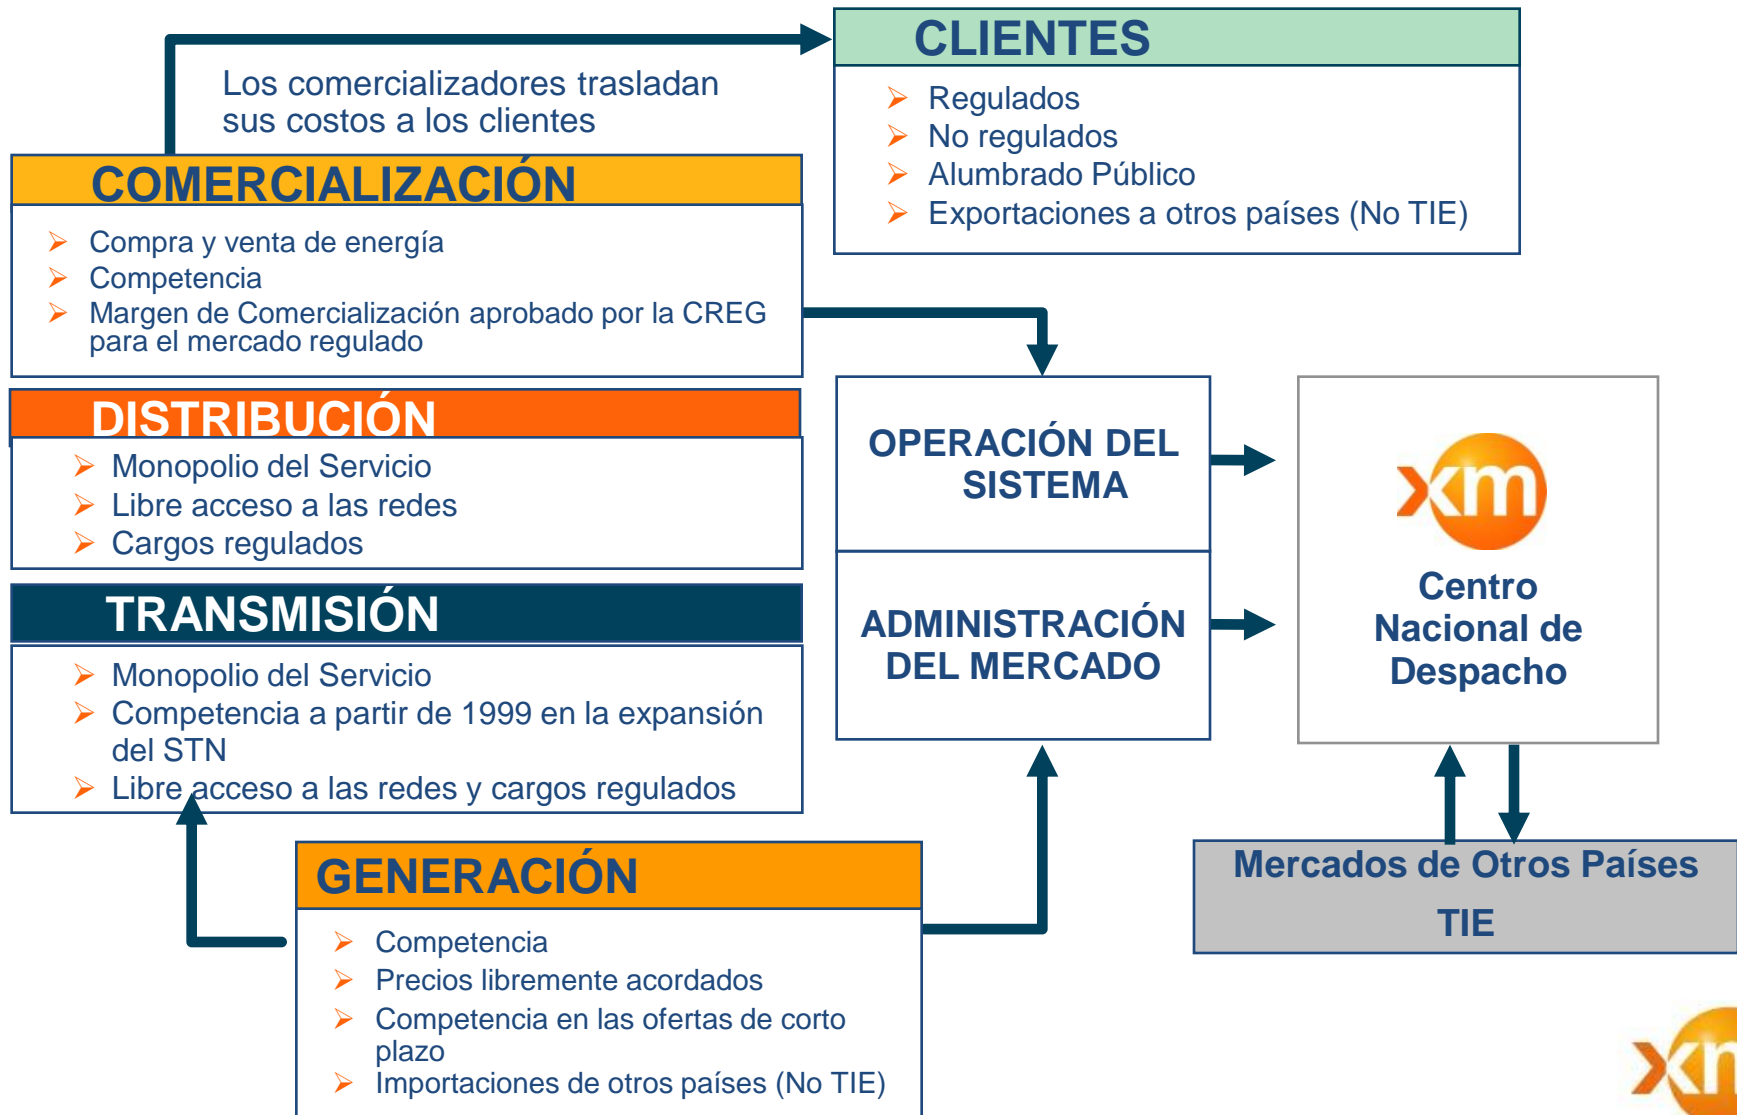 CLIENTES
Los comercializadores trasladan
sus costos a los clientes
Regulados
No regulados
Alumbrado Público
Exportaciones a otros países (No TIE)
COMERCIALIZACIÓN
Compra y venta de energía
Competencia
Margen de Comercialización aprobado por la CREG
para el mercado regulado
DISTRIBUCIÓN
Monopolio del Servicio
Libre acceso a las redes
Cargos regulados
OPERACIÓN DEL
SISTEMA
ADMINISTRACIÓN
DEL MERCADO
xm
Centro
Nacional de
Despacho
TRANSMISIÓN
Monopolio del Servicio
Competencia a partir de 1999 en la expansión
del STN
Libre acceso a las redes y cargos regulados
Mercados de Otros Países
TIE
GENERACIÓN
Competencia
Precios libremente acordados
Competencia en las ofertas de corto
plazo
Importaciones de otros países (No TIE)
xm